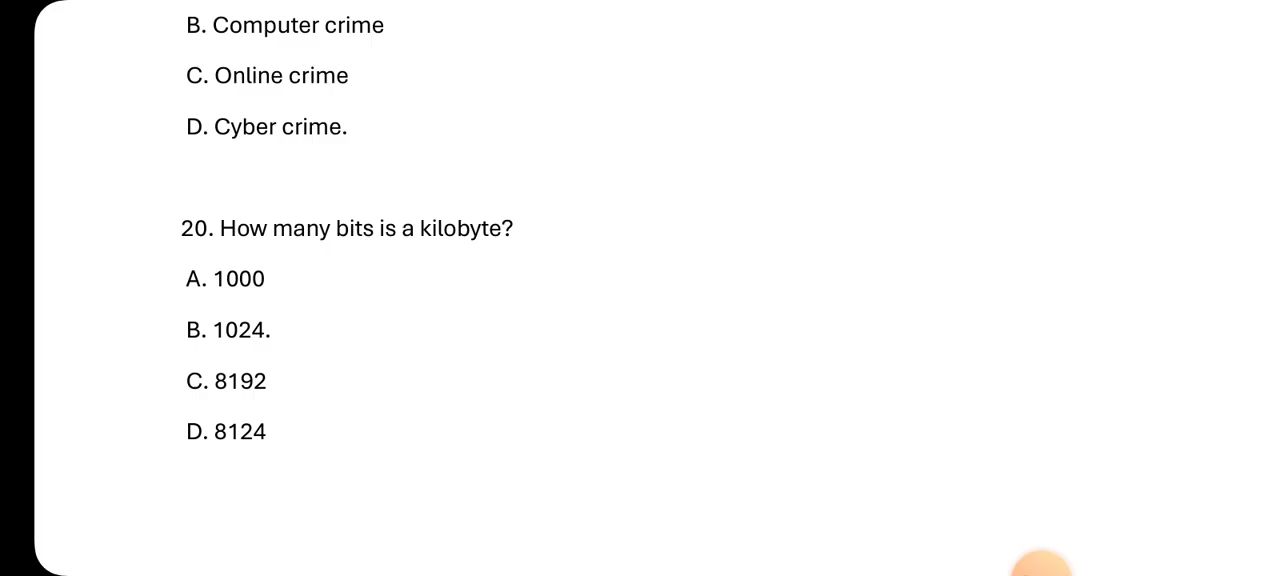 B. Computer crime
C. Online crime
D. Cyber crime.
20. How many bits is a kilobyte?
A. 1000
B. 1024.
C. 8192
D. 8124